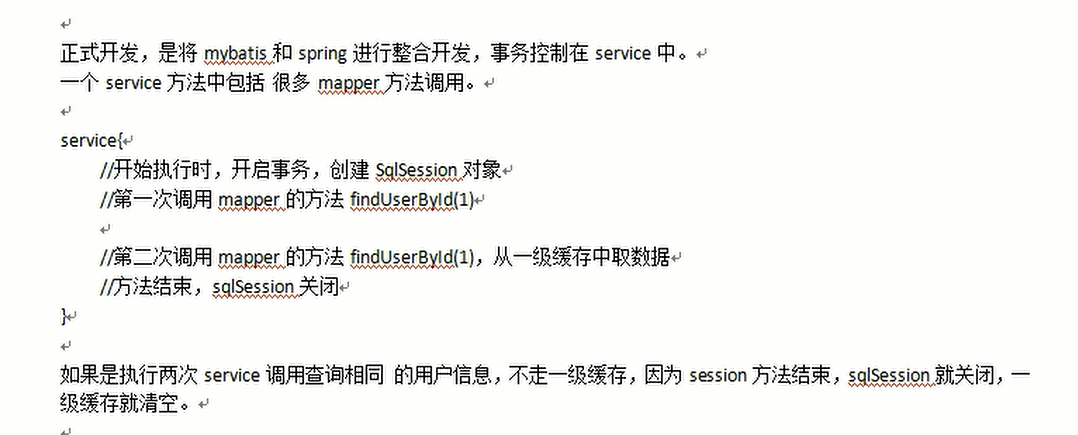 正式开发，是将 mybatis 和 spring 进行整合开发，事务控制在 service 中。
一个 service 方法中包括 很多 mapper 方法调用。
service{
//开始执行时，开启事务，创建 SqlSession 对象
//第一次调用 mapper 的方法 findUserById(1)
//第二次调用 mapper 的方法 findUserById(1)，从一级缓存中取数据
//方法结束，sqlSession 关闭
}
如果是执行两次 service 调用查询相同 的用户信息，不走一级缓存，因为 session 方法结束，sqlSession 就关闭，一
级缓存就清空。